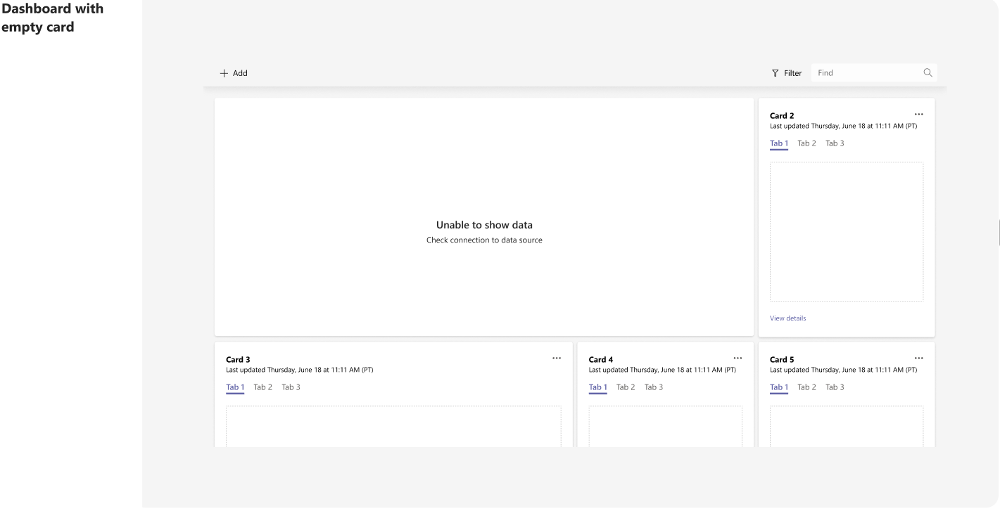 Dashboard with
empty card
Add
Filter
Find
Unable to show data
Check connection to data source
Card 2
Last updated Thursday, June 18 at 11:11 AM (PT)
Tab 1 Tab 2 Tab 3
View details
Card 3
Last updated Thursday, June 18 at 11:11 AM (PT)
Tab 1 Tab 2 Tab 3
Card 4
Last updated Thursday, June 18 at 11:11 AM (PT)
Tab 1 Tab 2 Tab 3
Card 5
Last updated Thursday, June 18 at 11:11 AM (PT)
Tab 1 Tab 2 Tab 3